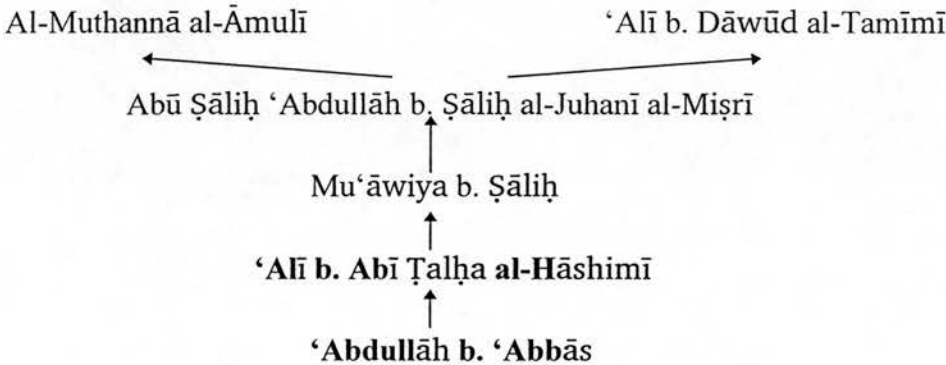 Al-Muthannā al-Āmulī ‘Alī b. Dāwūd al-Tamīmī
Abū Ṣāliḥ ‘Abdullāh b. Ṣāliḥ al-Juhanī al-Miṣrī
Mu‘āwiya b. Ṣāliḥ
‘Alī b. Abī Ṭalḥa al-Hāshimī
‘Abdullāh b. ‘Abbās